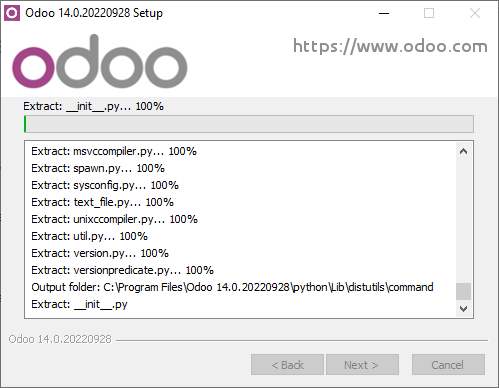 Odoo 14.0.20220928 Setup
odoo
https://www.odoo.com
Extract: __init__.py... 100%
Extract: msvccompiler.py... 100%
Extract: spawn.py... 100%
Extract: sysconfig.py... 100%
Extract: text_file.py... 100%
Extract: unixccompiler.py... 100%
Extract: util.py... 100%
Extract: version.py... 100%
Extract: versionpredicate.py... 100%
Output folder: C:\Program Files\Odoo 14.0.20220928\python\Lib\distutils\command
Extract: __init__.py
Odoo 14.0.20220928
< Back
Next >
Cancel